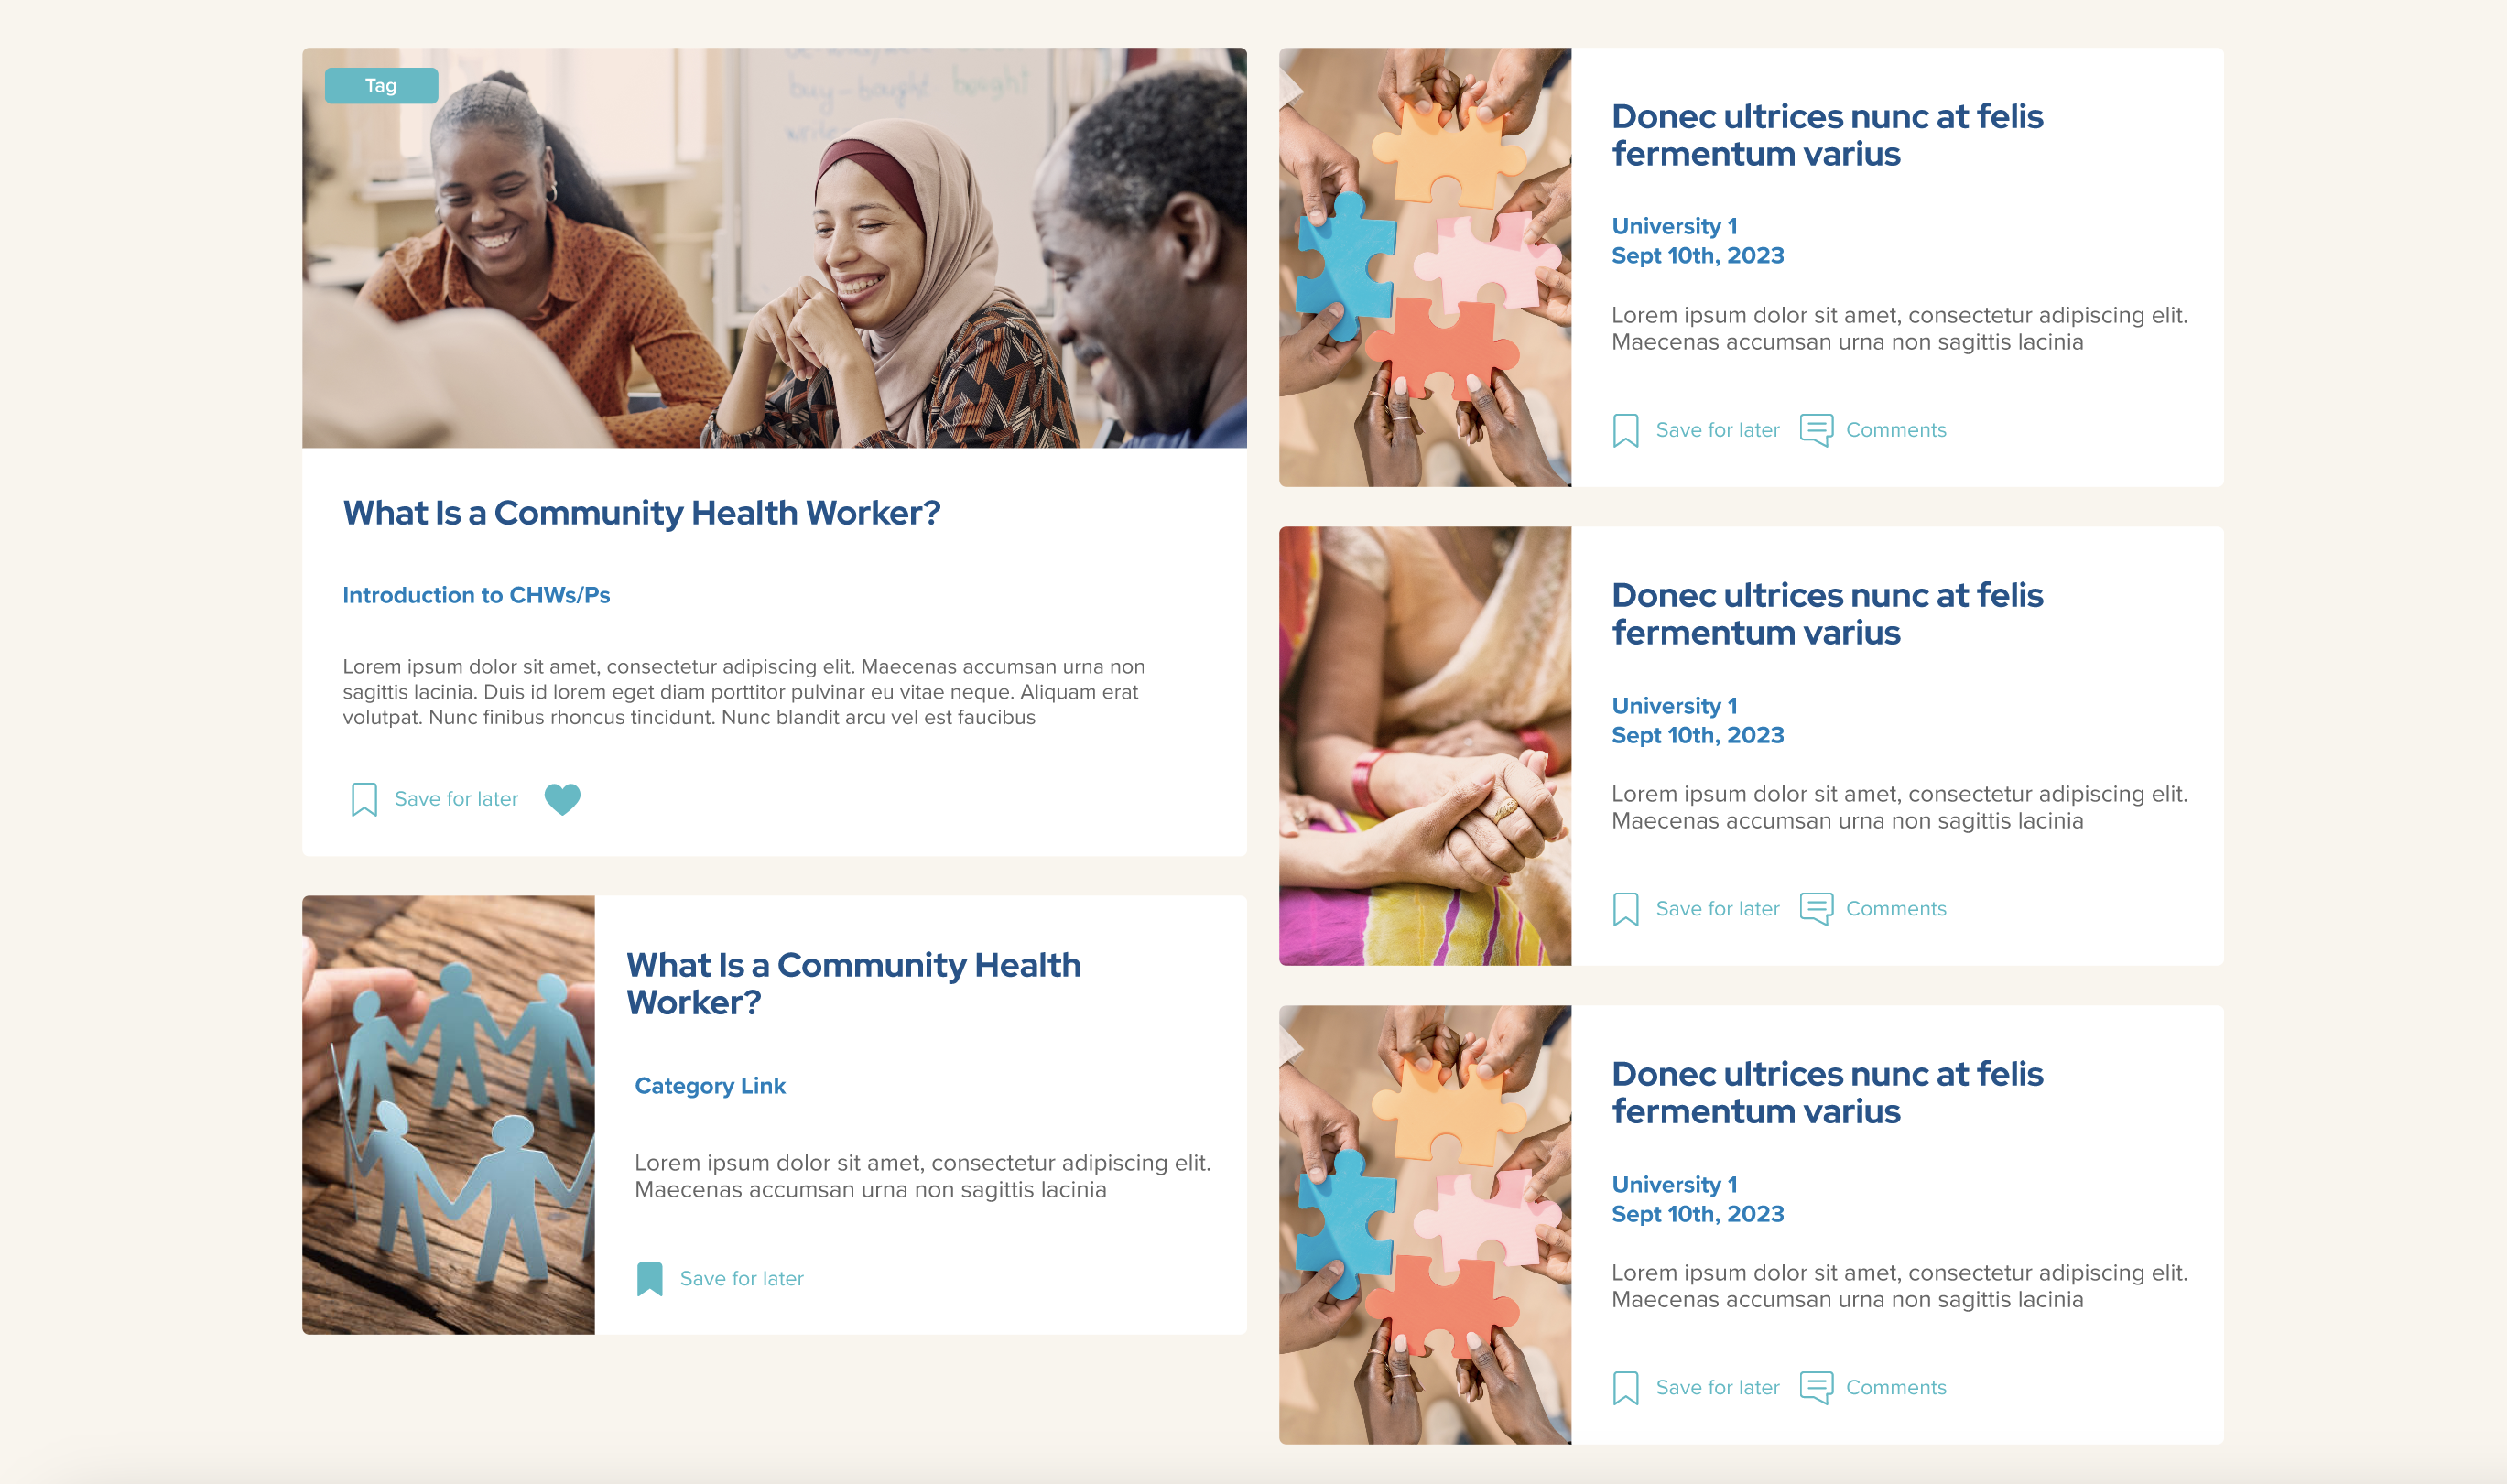 Tag
buy-bought bought
write
What Is a Community Health Worker?
Introduction to CHWs/Ps
Lorem ipsum dolor sit amet, consectetur adipiscing elit. Maecenas accumsan urna non
sagittis lacinia. Duis id lorem eget diam porttitor pulvinar eu vitae neque. Aliquam erat
volutpat. Nunc finibus rhoncus tincidunt. Nunc blandit arcu vel est faucibus
Save for later
What Is a Community Health
Worker?
Category Link
Lorem ipsum dolor sit amet, consectetur adipiscing elit.
Maecenas accumsan urna non sagittis lacinia
Save for later
Donec ultrices nunc at felis
fermentum varius
University 1
Sept 10th, 2023
Lorem ipsum dolor sit amet, consectetur adipiscing elit.
Maecenas accumsan urna non sagittis lacinia
Save for later Comments
Donec ultrices nunc at felis
fermentum varius
University 1
Sept 10th, 2023
Lorem ipsum dolor sit amet, consectetur adipiscing elit.
Maecenas accumsan urna non sagittis lacinia
Save for later Comments
Donec ultrices nunc at felis
fermentum varius
University 1
Sept 10th, 2023
Lorem ipsum dolor sit amet, consectetur adipiscing elit.
Maecenas accumsan urna non sagittis lacinia
Save for later Comments